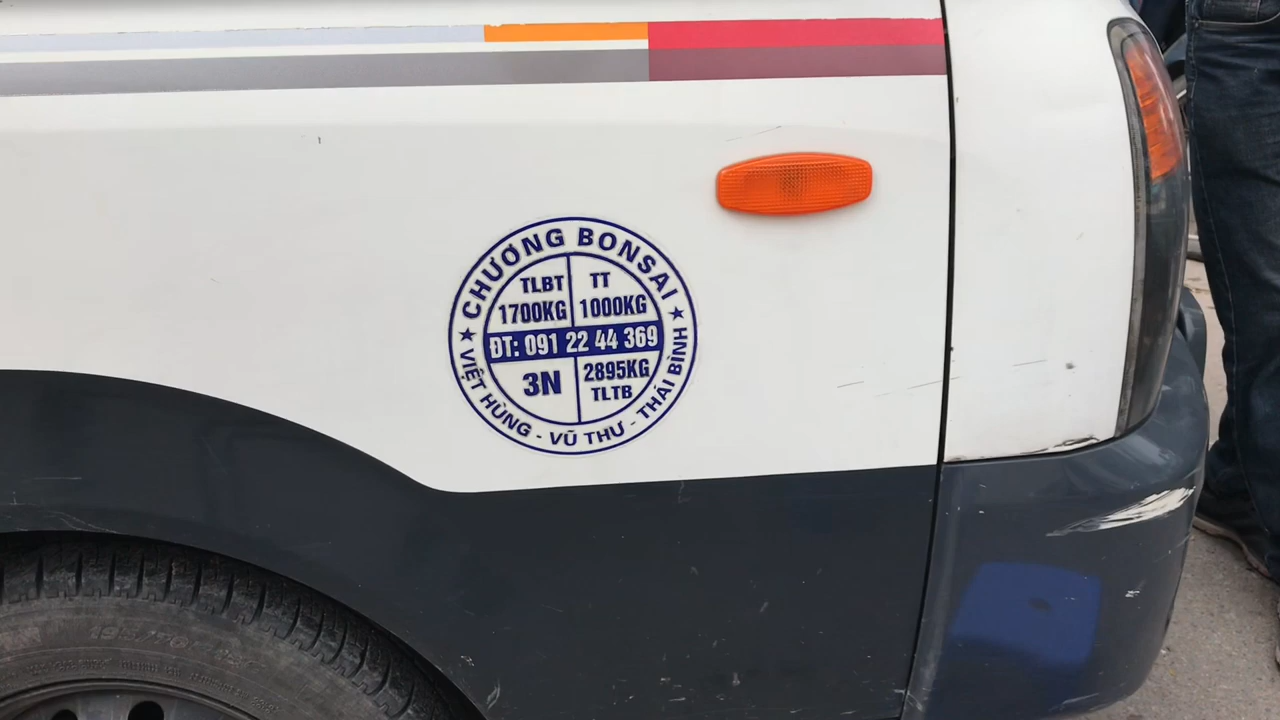 CHƯƠNG BONSAI
TLBT
1700KG
TT
1000KG
ĐT: 091 22 44 369
3N
2895KG
TLTB
★ VIỆT HÙNG - VŨ THƯ - THÁI BÌNH ★